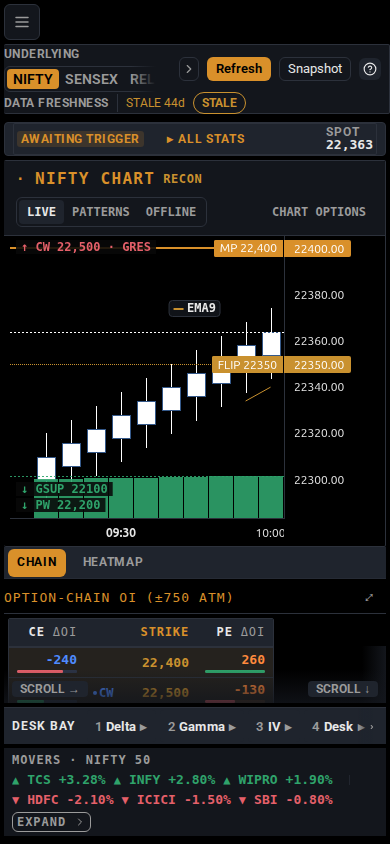 UNDERLYING
NIFTY SENSEX REL
Refresh Snapshot
DATA FRESHNESS STALE 44d STALE
AWAITING TRIGGER ▸ ALL STATS SPOT
22,363
· NIFTY CHART RECON
LIVE PATTERNS OFFLINE CHART OPTIONS
↑ CW 22,500 · GRES MP 22,400 22400.00
22380.00
EMA9
22360.00
FLIP 22350 22350.00
22340.00
22320.00
22300.00
↓ GSUP 22100
↓ PW 22,200
09:30 10:00
CHAIN HEATMAP
OPTION-CHAIN OI (±750 ATM)
CE ΔOI STRIKE PE ΔOI
-240 22,400 260
SCROLL → •CW 22,500 -130 SCROLL ↓
DESK BAY 1 Delta ▸ 2 Gamma ▸ 3 IV ▸ 4 Desk ▸ ›
MOVERS · NIFTY 50
▲ TCS +3.28% ▲ INFY +2.80% ▲ WIPRO +1.90%
▼ HDFC -2.10% ▼ ICICI -1.50% ▼ SBI -0.80%
EXPAND